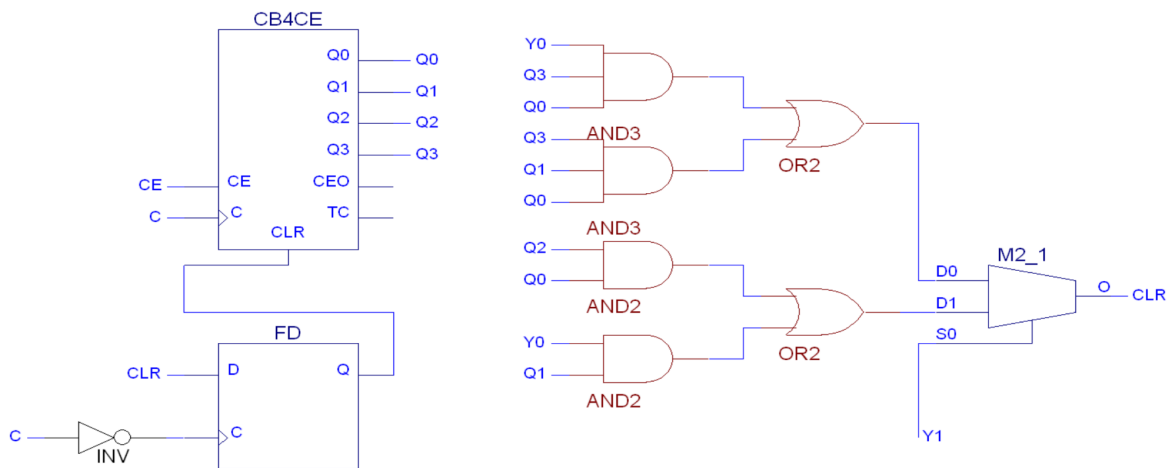 CB4CE
Q0 Q0
Q1 Q1
Q2 Q2
Q3 Q3
CE CE CEO
C C TC
CLR
FD
CLR D Q
C C
INV
Y0
Q3
Q0
AND3
Q3
Q1
Q0
AND3
OR2
Q2
Q0
AND2
Y0
Q1
AND2
OR2
M2_1
D0
D1 O CLR
S0
Y1